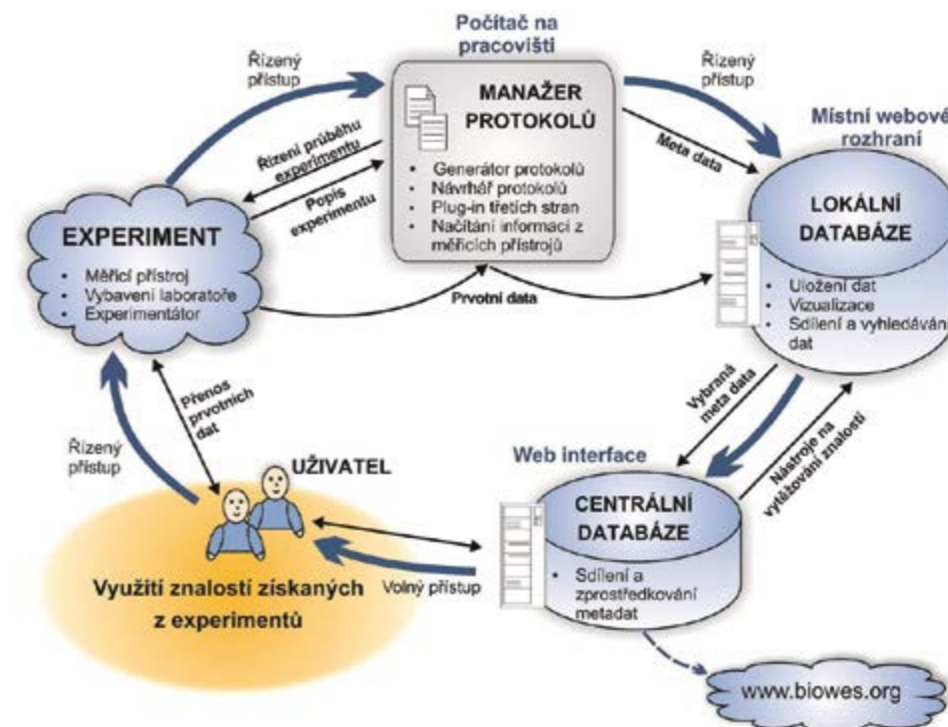 Počítač na
pracovišti
Řízený
přístup
MANAŽER
PROTOKOLŮ
• Generátor protokolů
• Návrhář protokolů
• Plug-in třetích stran
• Načítání informací z
měřicích přístrojů
Řízený
přístup
Místní webové
rozhraní
Řízení průběhu
experimentu
Popis
experimentu
Meta data
EXPERIMENT
• Měřicí přístroj
• Vybavení laboratoře
• Experimentátor
Prvotní data
LOKÁLNÍ
DATABÁZE
• Uložení dat
• Vizualizace
• Sdílení a vyhledávání
dat
Přenos
prvotních
dat
Řízený
přístup
Vybraná
meta data
Nástroje na
vytěžování znalostí
UŽIVATEL
Web interface
CENTRÁLNÍ
DATABÁZE
• Sdílení a
zprostředkování
metadat
Využití znalostí získaných
z experimentů
Volný přístup
www.biowes.org